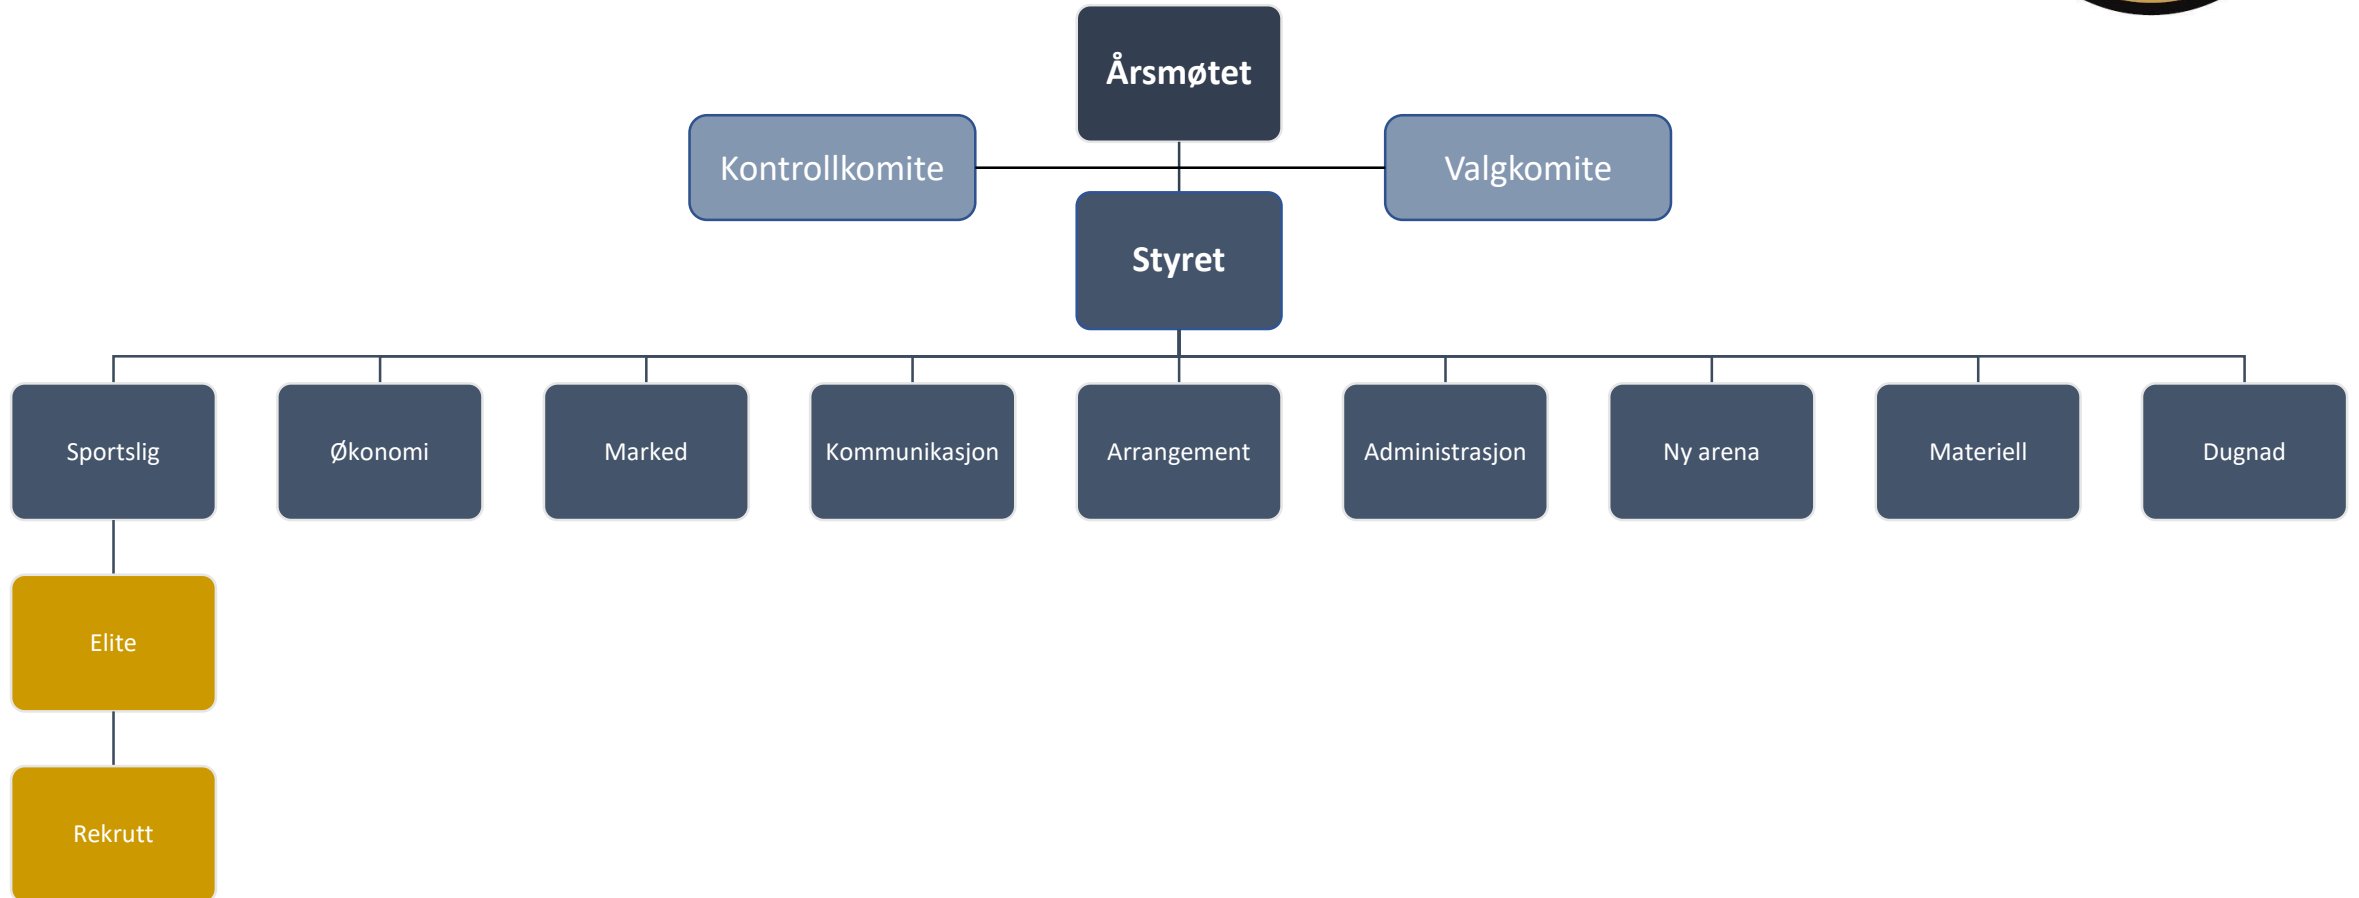 Årsmøtet
Kontrollkomite
Valgkomite
Styret
Sportslig
Økonomi
Marked
Kommunikasjon
Arrangement
Administrasjon
Ny arena
Materiell
Dugnad
Elite
Rekrutt